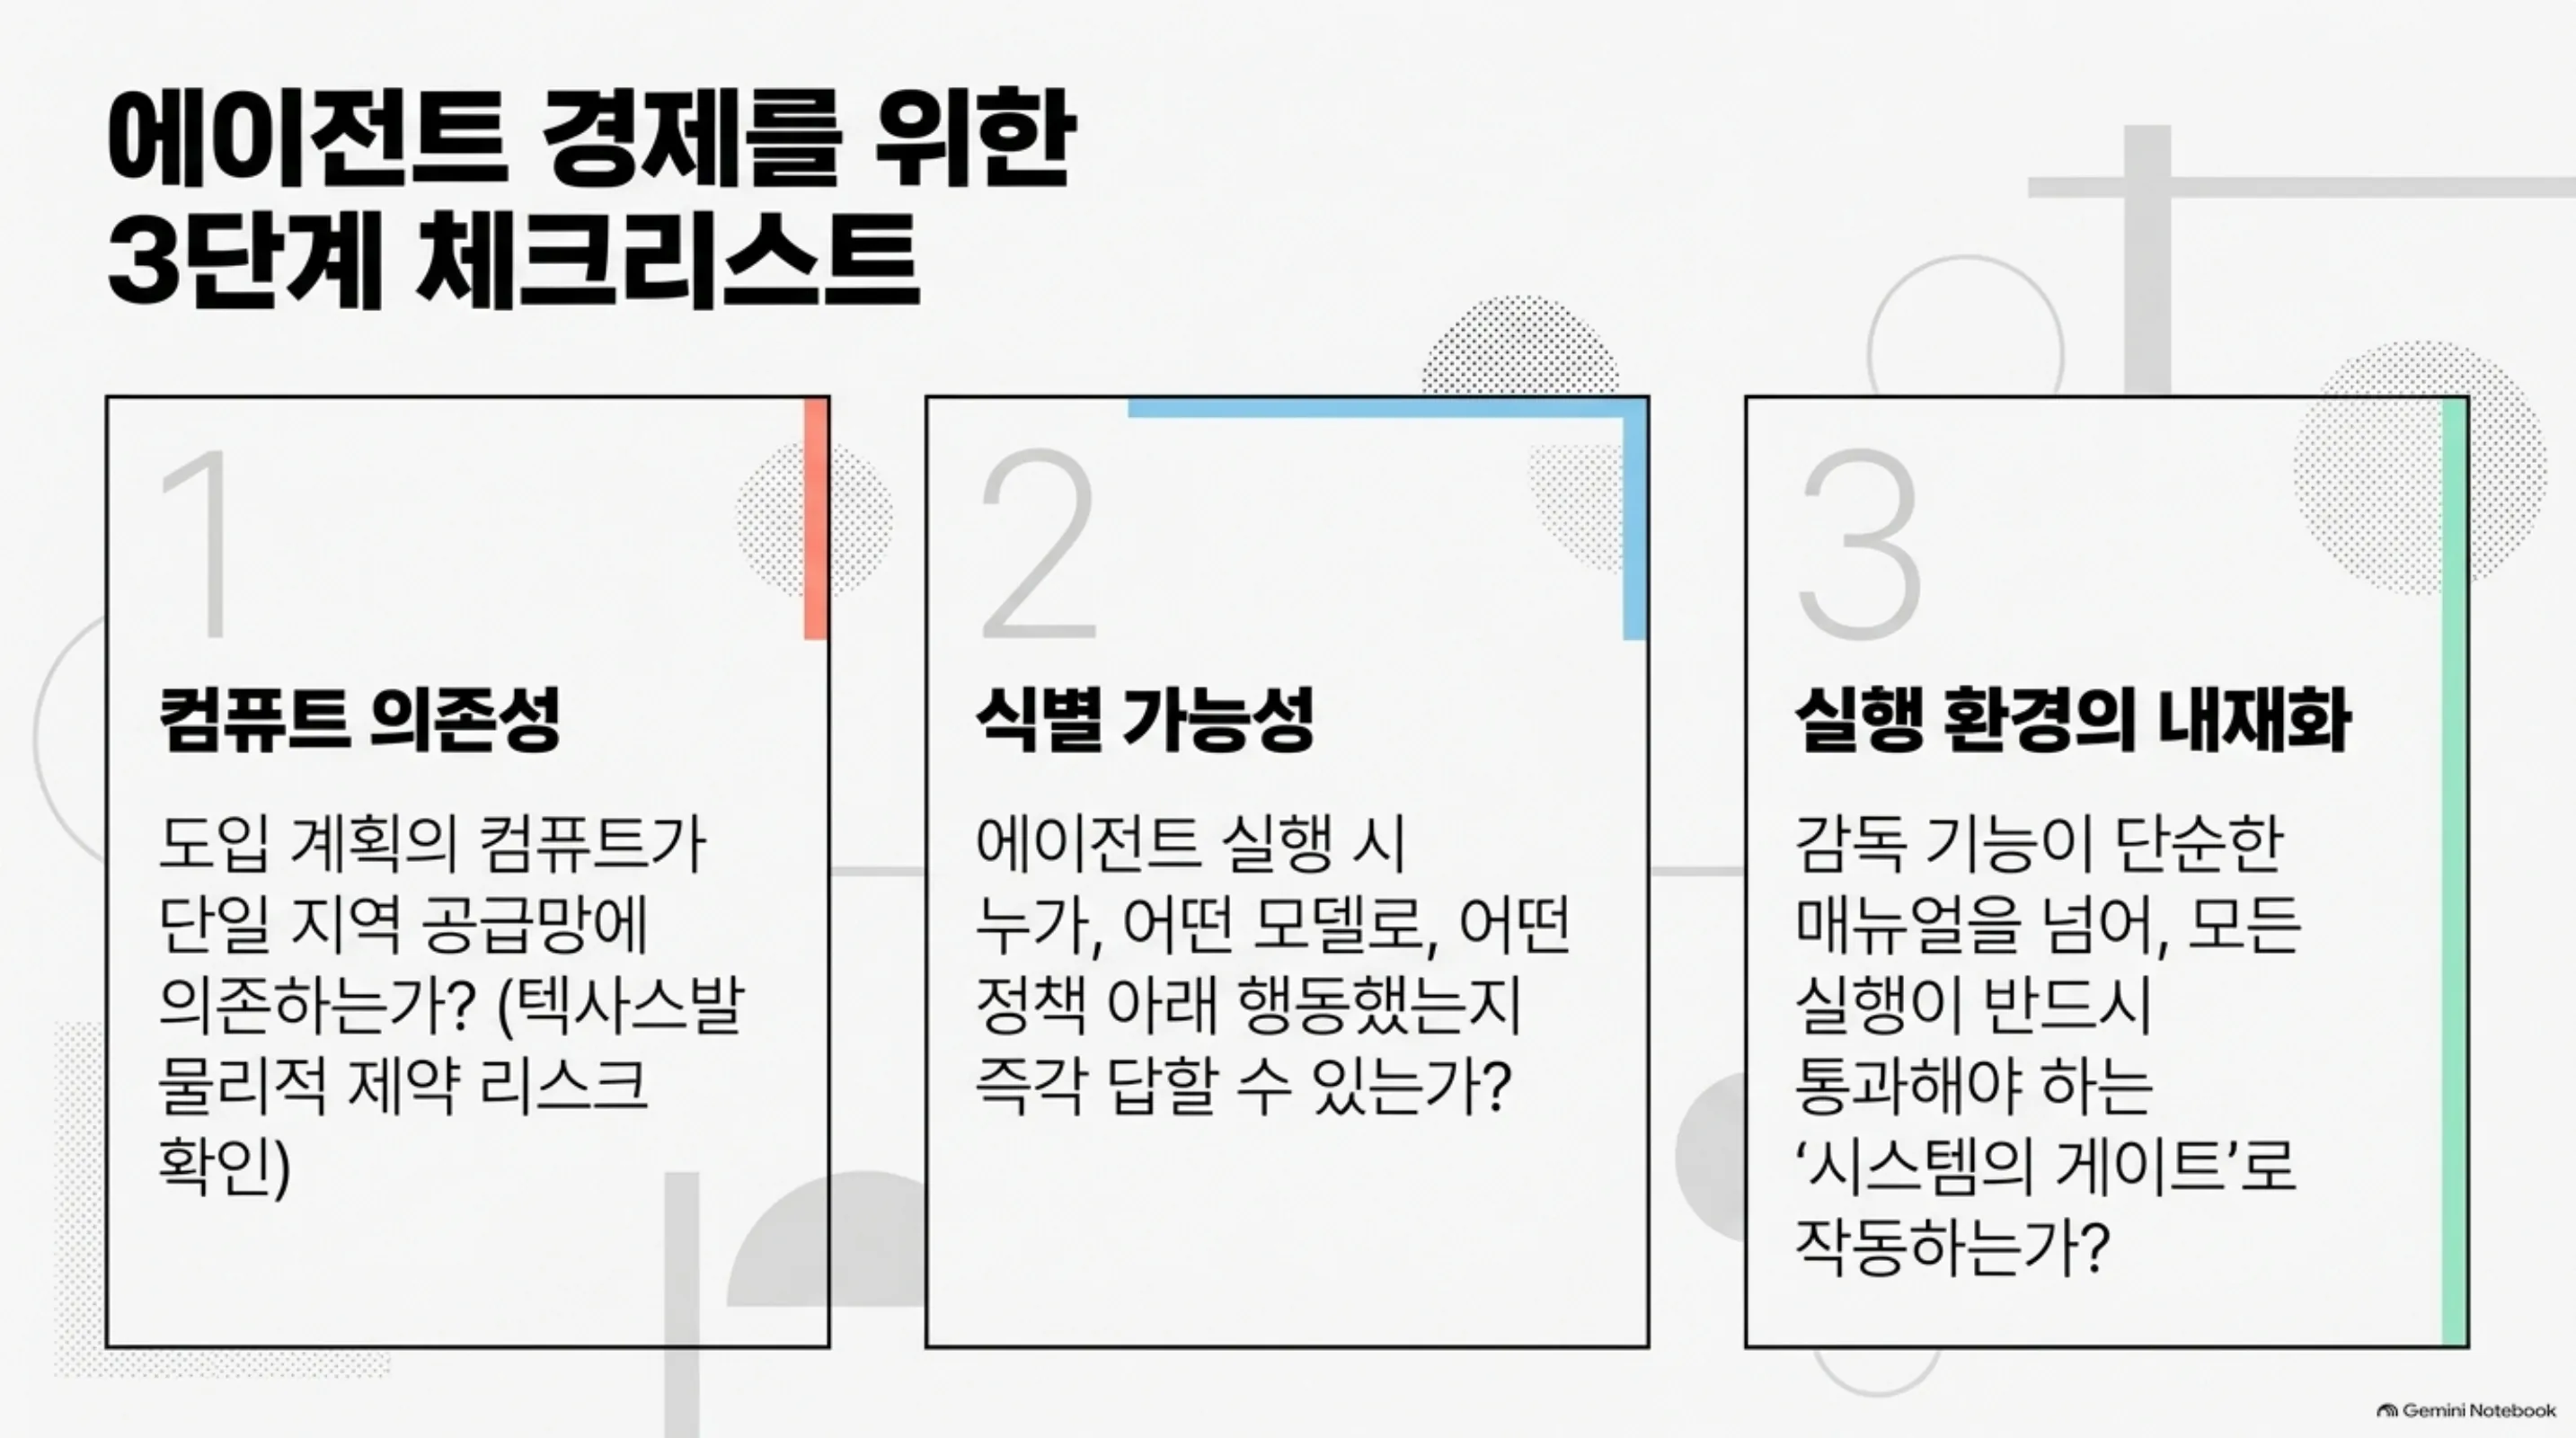 에이전트 경제를 위한
3단계 체크리스트
1
컴퓨트 의존성
도입 계획의 컴퓨트가
단일 지역 공급망에
의존하는가? (텍사스발
물리적 제약 리스크
확인)
2
식별 가능성
에이전트 실행 시
누가, 어떤 모델로, 어떤
정책 아래 행동했는지
즉각 답할 수 있는가?
3
실행 환경의 내재화
감독 기능이 단순한
매뉴얼을 넘어, 모든
실행이 반드시
통과해야 하는
‘시스템의 게이트’로
작동하는가?
Gemini Notebook